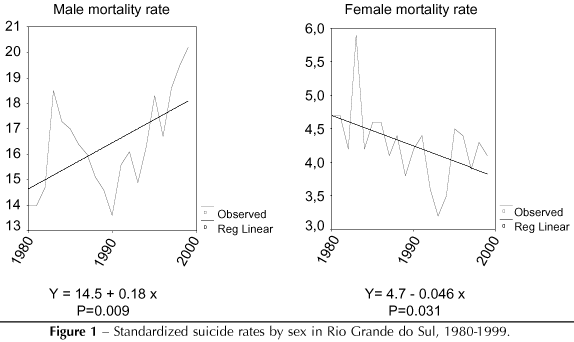 Male mortality rate
21
20
19
18
17
16
15
14
13
1980
1990
2000
Observed
Reg Linear
Y = 14.5 + 0.18 x
P=0.009
Female mortality rate
6,0
5,5
5,0
4,5
4,0
3,5
3,0
1980
1990
2000
Observed
Reg Linear
Y= 4.7 - 0.046 x
P=0.031
Figure 1 – Standardized suicide rates by sex in Rio Grande do Sul, 1980-1999.